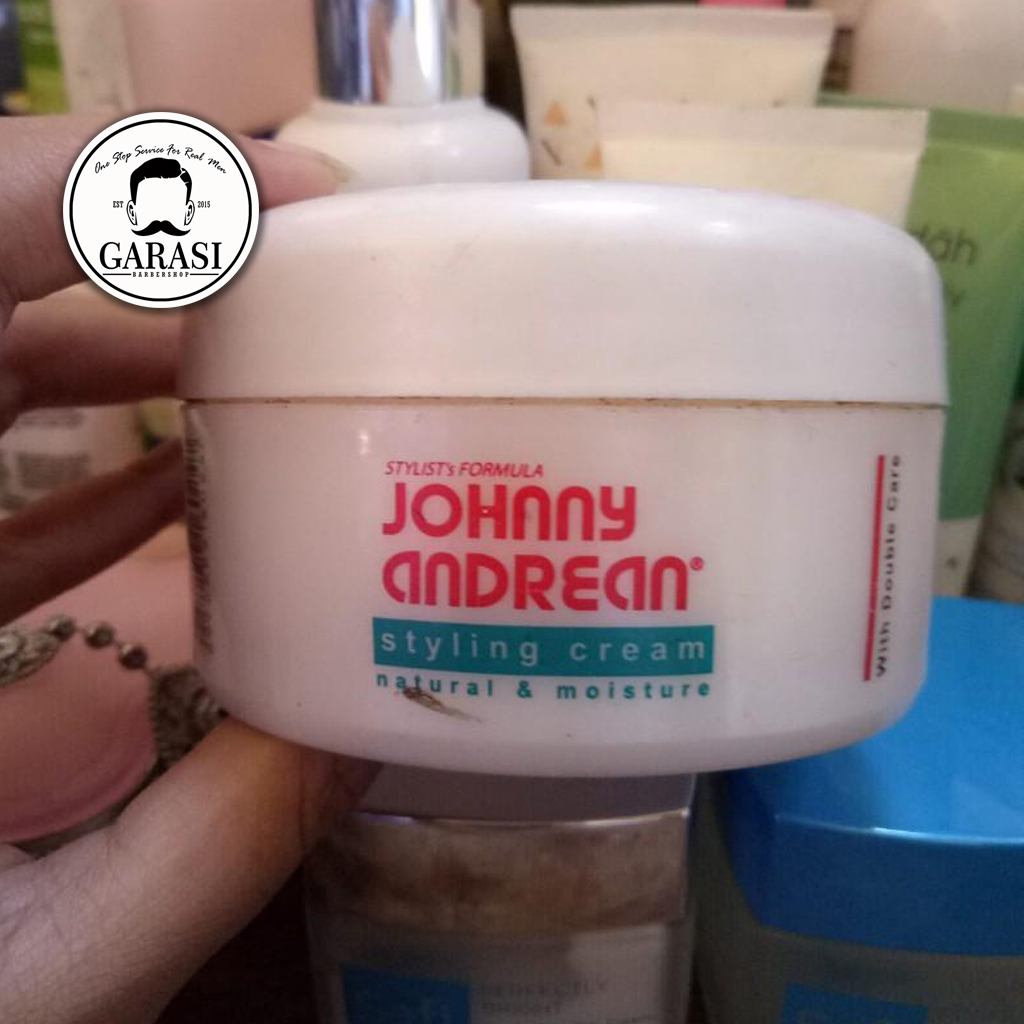 One Stop Service For Real Men
EST 2015
GARASI
BARBERSHOP
STYLIST's FORMULA
JOHNNY
ANDREAN®
styling cream
natural & moisture
With Double Care